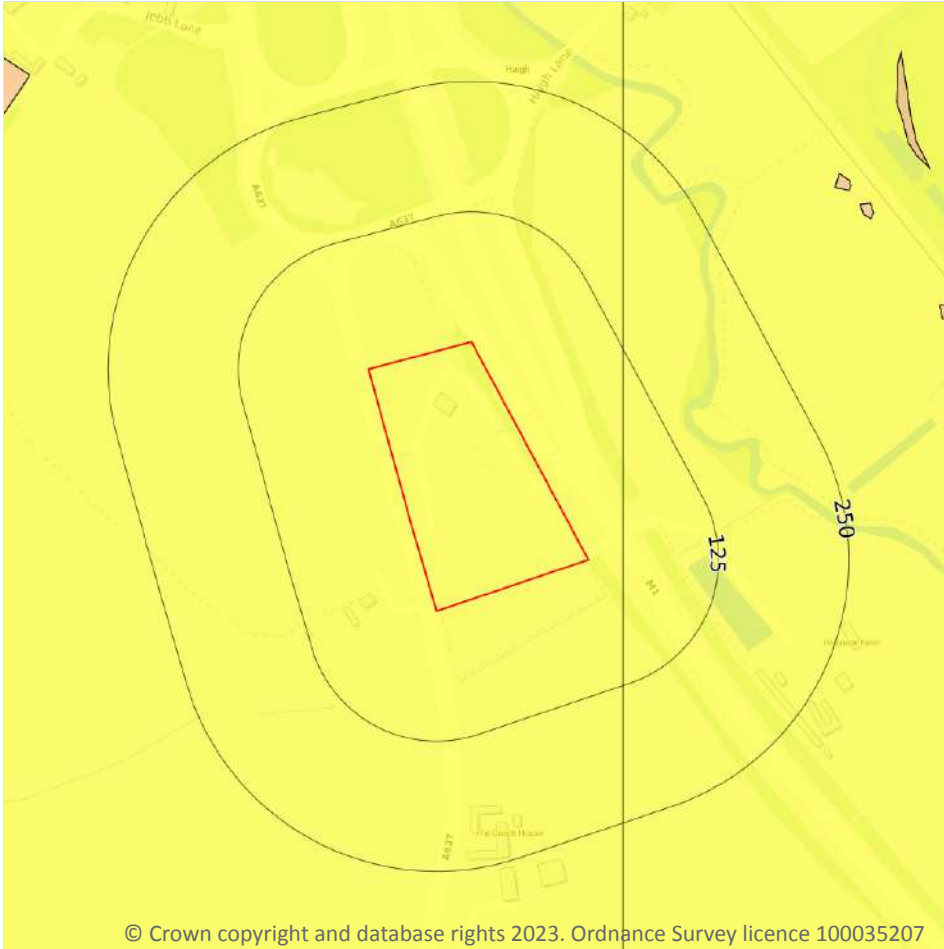 Jebb Lane
Haigh
Haigh Lane
A637
A637
125
250
M1
The Coach House
A637
© Crown copyright and database rights 2023. Ordnance Survey licence 100035207